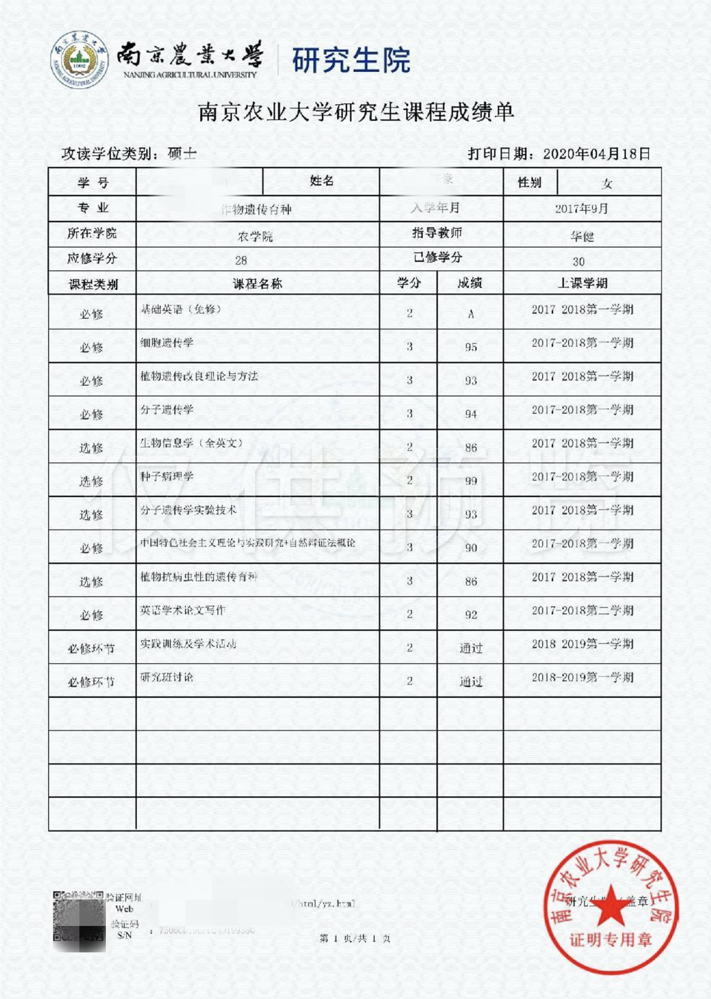 南京農業大学 研究生院
NANJING AGRICULTURAL UNIVERSITY
南京农业大学研究生课程成绩单
攻读学位类别：硕士 打印日期：2020年04月18日
学号 姓名 性别 女
专业 作物遗传育种 入学年月 2017年9月
所在学院 农学院 指导教师 华健
应修学分 28 已修学分 30
课程类别 课程名称 学分 成绩 上课学期
必修 基础英语（免修） 2 A 2017 2018第一学期
必修 细胞遗传学 3 95 2017-2018第一学期
必修 植物遗传改良理论与方法 3 93 2017 2018第一学期
必修 分子遗传学 3 94 2017-2018第一学期
选修 生物信息学（全英文） 2 86 2017 2018第一学期
选修 种子病理学 2 99 2017-2018第一学期
选修 分子遗传学实验技术 3 93 2017 2018第一学期
必修 中国特色社会主义理论与实践研究+自然辩证法概论 3 90 2017-2018第一学期
选修 植物抗病虫性的遗传育种 3 86 2017 2018第一学期
必修 英语学术论文写作 2 92 2017-2018第二学期
必修环节 实践训练及学术活动 2 通过 2018 2019第一学期
必修环节 研究班讨论 2 通过 2018-2019第一学期
仅供预览
验证网址
Web /html/yz.html
验证码
S/N :
第 1 页/共 1 页
南京农业大学研究生院
研究生院（盖章）
证明专用章